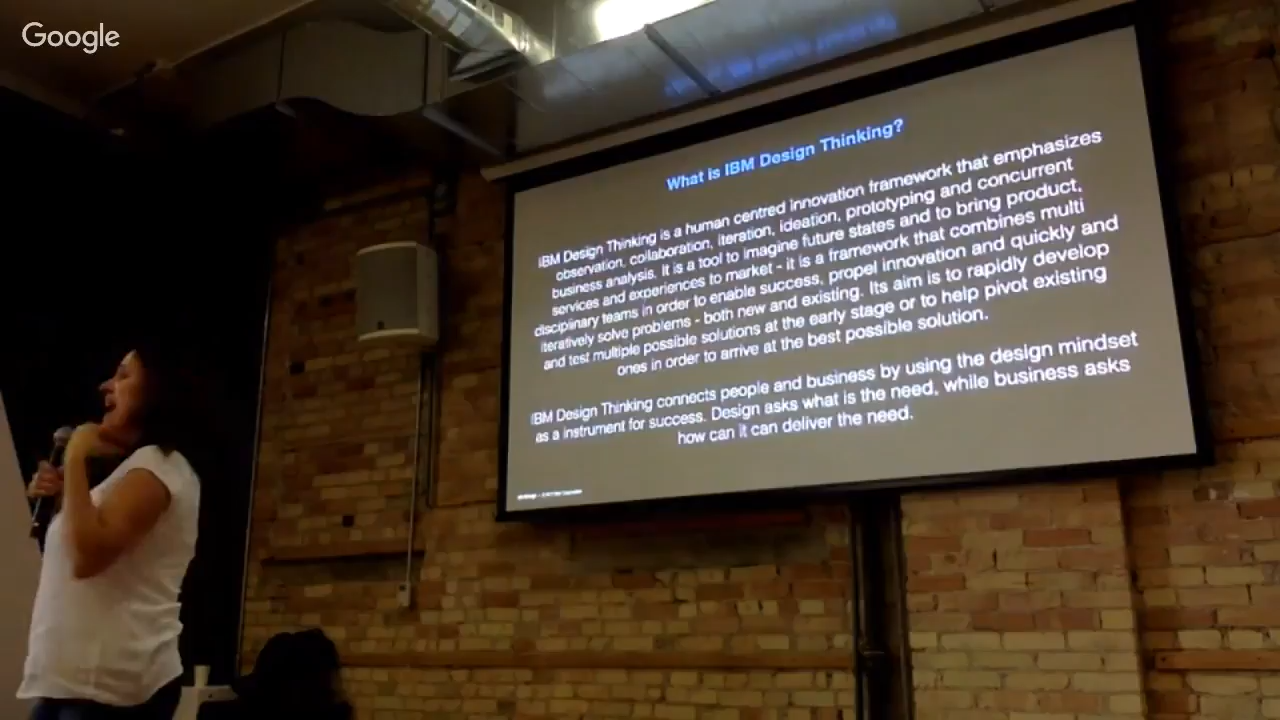 Google
What is IBM Design Thinking?
IBM Design Thinking is a human centred innovation framework that emphasizes
observation, collaboration, iteration, ideation, prototyping and concurrent
business analysis. It is a tool to imagine future states and to bring product,
services and experiences to market - it is a framework that combines multi
disciplinary teams in order to enable success, propel innovation and quickly and
iteratively solve problems - both new and existing. Its aim is to rapidly develop
and test multiple possible solutions at the early stage or to help pivot existing
ones in order to arrive at the best possible solution.
IBM Design Thinking connects people and business by using the design mindset
as a instrument for success. Design asks what is the need, while business asks
how can it can deliver the need.